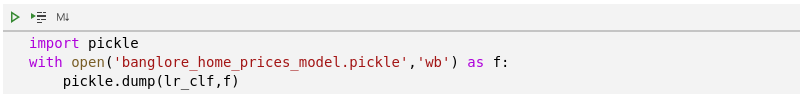 M↓
import pickle
with open('banglore_home_prices_model.pickle','wb') as f:
    pickle.dump(lr_clf,f)